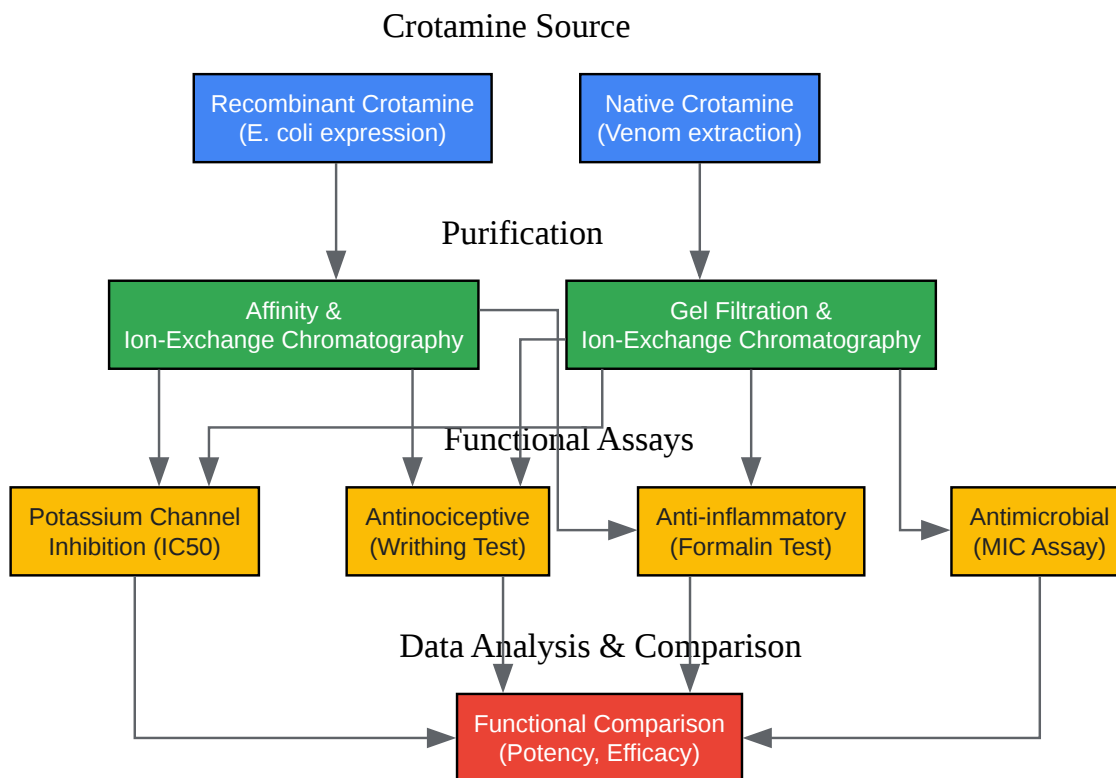 Crotamine Source
Recombinant Crotamine
(E. coli expression)
Native Crotamine
(Venom extraction)
Purification
Affinity &
Ion-Exchange Chromatography
Gel Filtration &
Ion-Exchange Chromatography
Functional Assays
Potassium Channel
Inhibition (IC50)
Antinociceptive
(Writhing Test)
Anti-inflammatory
(Formalin Test)
Antimicrobial
(MIC Assay)
Data Analysis & Comparison
Functional Comparison
(Potency, Efficacy)